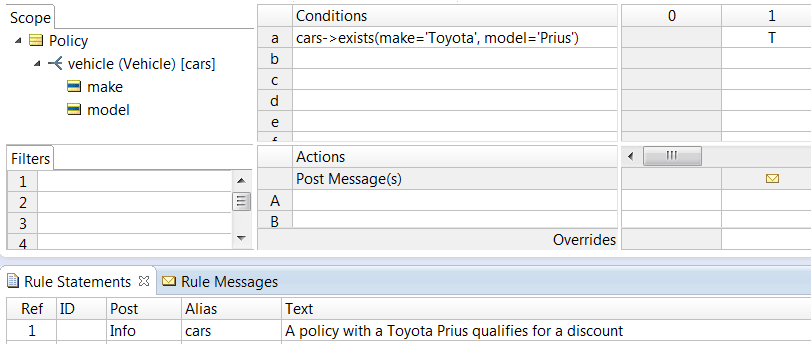 Scope
Policy
vehicle (Vehicle) [cars]
make
model
Conditions 0 1
a cars->exists(make='Toyota', model='Prius') T
b
c
d
e
f
Filters
1
2
3
4
Actions
Post Message(s)
A
B
Overrides
Rule Statements Rule Messages
Ref ID Post Alias Text
1 Info cars A policy with a Toyota Prius qualifies for a discount